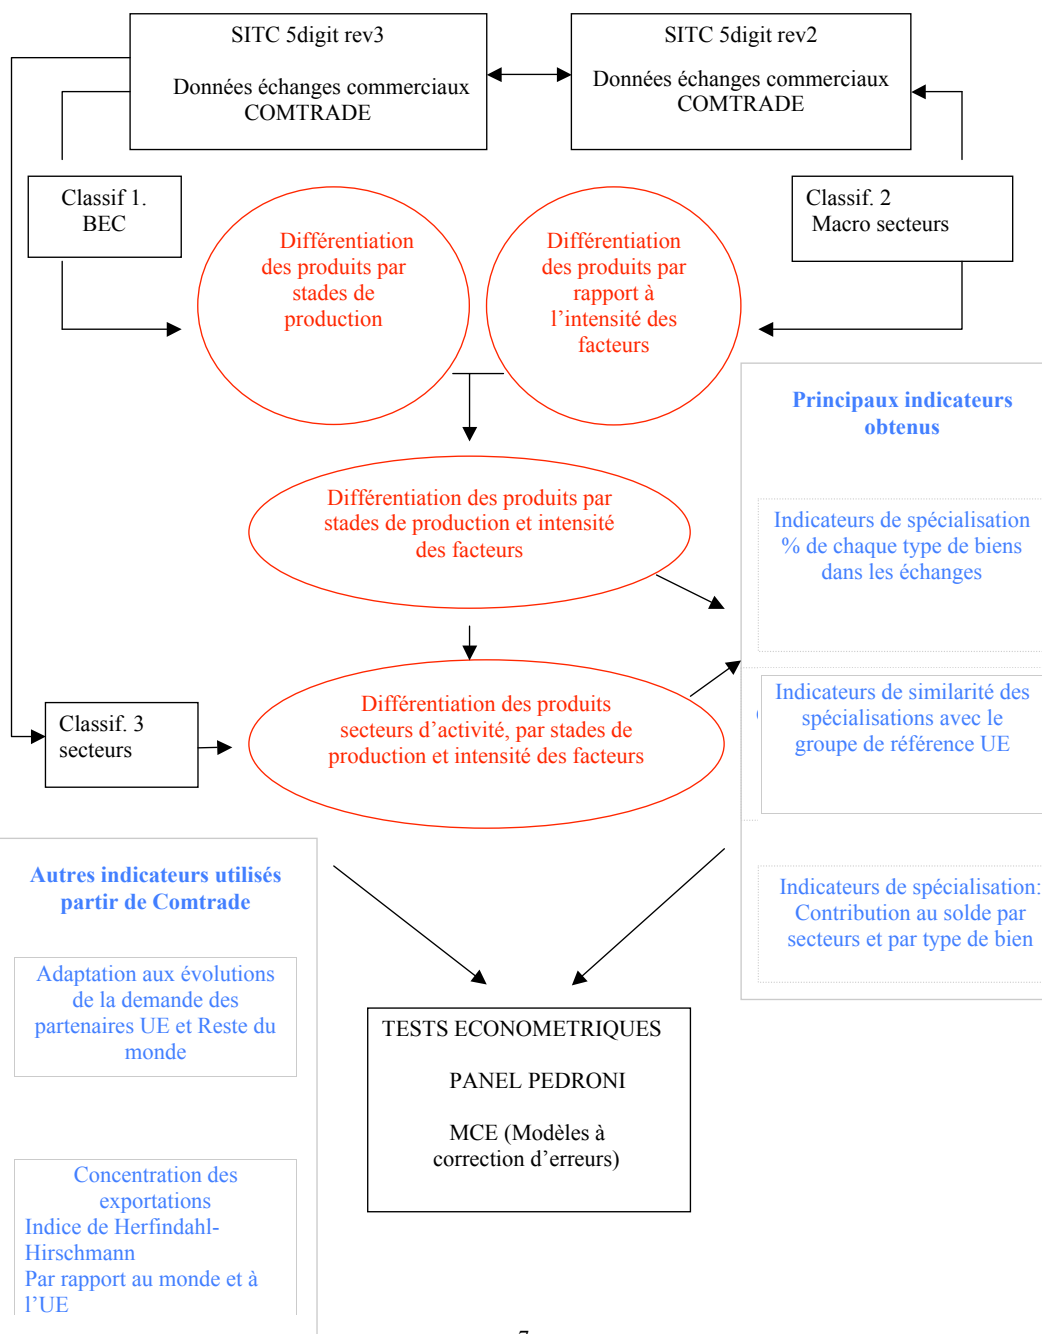 SITC 5digit rev3
Données échanges commerciaux
COMTRADE
SITC 5digit rev2
Données échanges commerciaux
COMTRADE
Classif 1.
BEC
Classif. 2
Macro secteurs
Différentiation
des produits par
stades de
production
Différentiation
des produits par
rapport à
l’intensité des
facteurs
Principaux indicateurs
obtenus
Différentiation des produits par
stades de production et intensité
des facteurs
Indicateurs de spécialisation
% de chaque type de biens
dans les échanges
Classif. 3
secteurs
Différentiation des produits
secteurs d’activité, par stades de
production et intensité des facteurs
Indicateurs de similarité des
spécialisations avec le
groupe de référence UE
Indicateurs de spécialisation:
Contribution au solde par
secteurs et par type de bien
Autres indicateurs utilisés
partir de Comtrade
Adaptation aux évolutions
de la demande des
partenaires UE et Reste du
monde
Concentration des
exportations
Indice de Herfindahl-
Hirschmann
Par rapport au monde et à
l’UE
TESTS ECONOMETRIQUES
PANEL PEDRONI
MCE (Modèles à
correction d’erreurs)